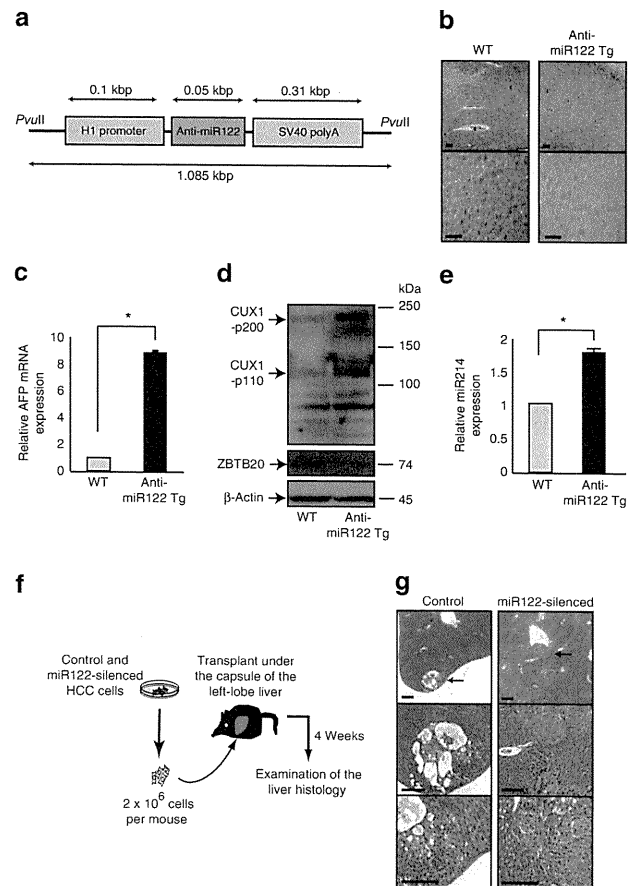 a
0.1 kbp
0.05 kbp
0.31 kbp
PvuII
H1 promoter
Anti-miR122
SV40 polyA
PvuII
1.085 kbp
b
WT
Anti-
miR122 Tg
c
Relative AFP mRNA
expression
10
8
6
4
2
0
*
WT
Anti-
miR122 Tg
d
kDa
CUX1
-p200
CUX1
-p110
250
150
100
ZBTB20
74
β-Actin
45
WT
Anti-
miR122 Tg
e
Relative miR214
expression
2
1.5
1
0.5
0
*
WT
Anti-
miR122 Tg
f
Control and
miR122-silenced
HCC cells
Transplant under
the capsule of the
left-lobe liver
4 Weeks
2 x 10⁶ cells
per mouse
Examination of the
liver histology
g
Control
miR122-silenced